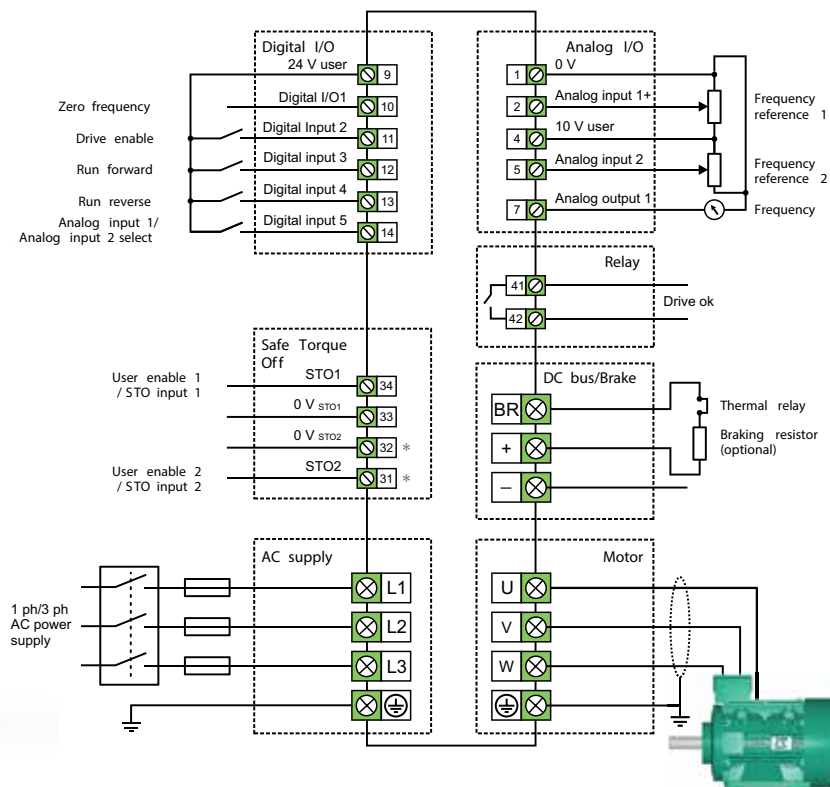 Digital I/O
24 V user
9
Zero frequency
Digital I/O1
10
Drive enable
Digital Input 2
11
Run forward
Digital input 3
12
Run reverse
Digital input 4
13
Analog input 1/
Analog input 2 select
Digital input 5
14
Analog I/O
1
0 V
2
Analog input 1+
Frequency
reference 1
4
10 V user
5
Analog input 2
Frequency
reference 2
7
Analog output 1
Frequency
Relay
41
42
Drive ok
Safe Torque
Off
User enable 1
/ STO input 1
STO1
34
0 V STO1
33
0 V STO2
32 *
User enable 2
/ STO input 2
STO2
31 *
DC bus/Brake
BR
Thermal relay
+
Braking resistor
(optional)
–
AC supply
1 ph/3 ph
AC power
supply
L1
L2
L3
Motor
U
V
W